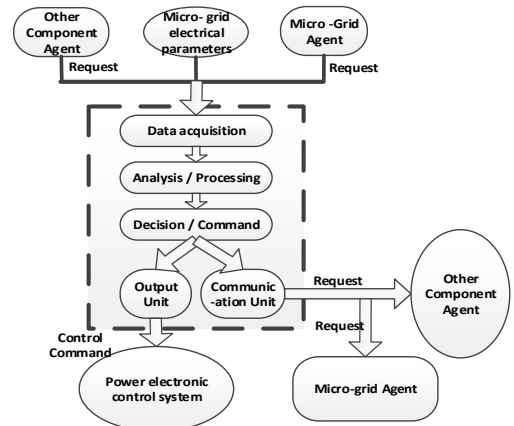 Other
Component
Agent
Micro- grid
electrical
parameters
Micro -Grid
Agent
Request
Request
Data acquisition
Analysis / Processing
Decision / Command
Output
Unit
Communic
-ation Unit
Request
Other
Component
Agent
Request
Control
Command
Power electronic
control system
Micro-grid Agent